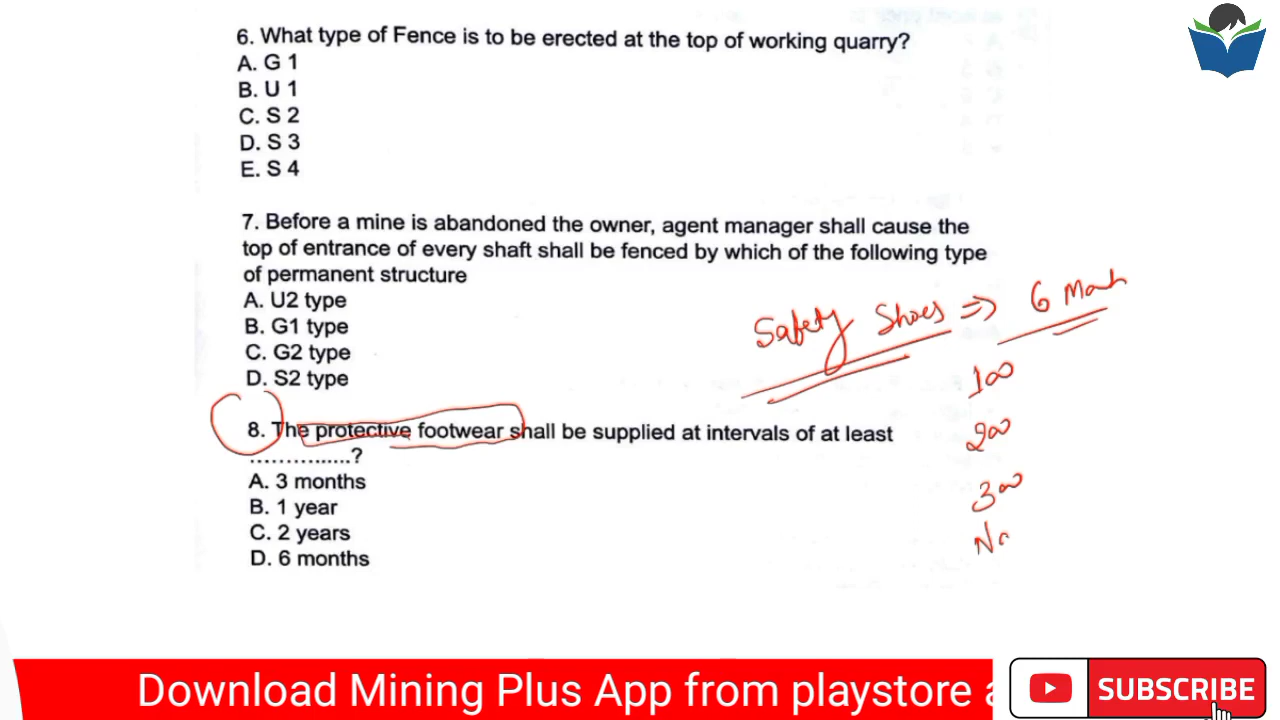 6. What type of Fence is to be erected at the top of working quarry?
A. G 1
B. U 1
C. S 2
D. S 3
E. S 4
7. Before a mine is abandoned the owner, agent manager shall cause the
top of entrance of every shaft shall be fenced by which of the following type
of permanent structure
A. U2 type
B. G1 type
C. G2 type
D. S2 type
Safety Shoes => 6
8. The protective footwear shall be supplied at intervals of at least
................?
A. 3 months
B. 1 year
C. 2 years
D. 6 months
100
200
300
Download Mining Plus App from playstore a
SUBSCRIBE